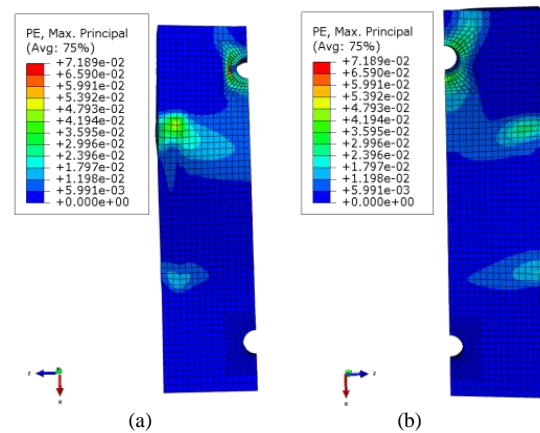 PE, Max. Principal
(Avg: 75%)
+7.189e-02
+6.590e-02
+5.991e-02
+5.392e-02
+4.793e-02
+4.194e-02
+3.595e-02
+2.996e-02
+2.396e-02
+1.797e-02
+1.198e-02
+5.991e-03
+0.000e+00
z
x
(a)
PE, Max. Principal
(Avg: 75%)
+7.189e-02
+6.590e-02
+5.991e-02
+5.392e-02
+4.793e-02
+4.194e-02
+3.595e-02
+2.996e-02
+2.396e-02
+1.797e-02
+1.198e-02
+5.991e-03
+0.000e+00
z
x
(b)